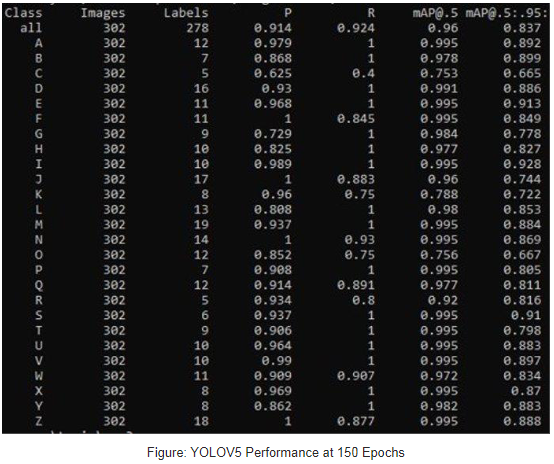 Class Images Labels P R mAP@.5 mAP@.5:.95:
all 302 278 0.914 0.924 0.96 0.837
A 302 12 0.979 1 0.995 0.892
B 302 7 0.868 1 0.978 0.899
C 302 5 0.625 0.4 0.753 0.665
D 302 16 0.93 1 0.991 0.886
E 302 11 0.968 1 0.995 0.913
F 302 11 1 0.845 0.995 0.849
G 302 9 0.729 1 0.984 0.778
H 302 10 0.825 1 0.977 0.827
I 302 10 0.989 1 0.995 0.928
J 302 17 1 0.883 0.96 0.744
K 302 8 0.96 0.75 0.788 0.722
L 302 13 0.808 1 0.98 0.853
M 302 19 0.937 1 0.995 0.884
N 302 14 1 0.93 0.995 0.869
O 302 12 0.852 0.75 0.756 0.667
P 302 7 0.908 1 0.995 0.805
Q 302 12 0.914 0.891 0.977 0.811
R 302 5 0.934 0.8 0.92 0.816
S 302 6 0.937 1 0.995 0.91
T 302 9 0.906 1 0.995 0.798
U 302 10 0.964 1 0.995 0.883
V 302 10 0.99 1 0.995 0.897
W 302 11 0.909 0.907 0.972 0.834
X 302 8 0.969 1 0.995 0.87
Y 302 8 0.862 1 0.982 0.883
Z 302 18 1 0.877 0.995 0.888
Figure: YOLOV5 Performance at 150 Epochs